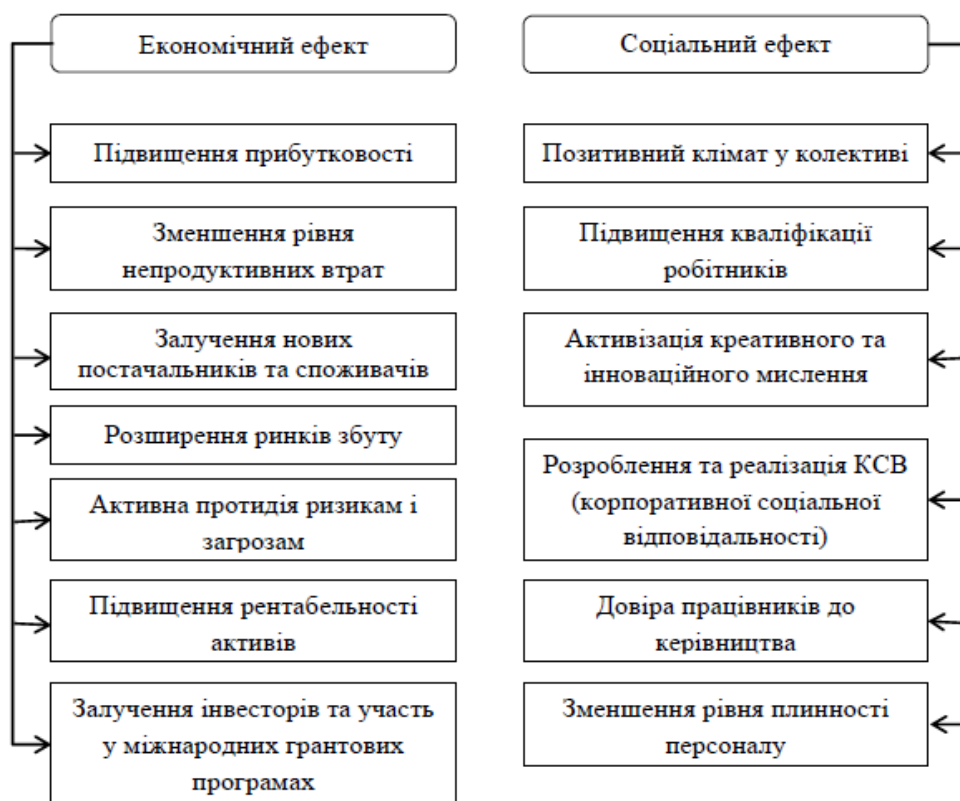 Економічний ефект
Підвищення прибутковості
Зменшення рівня
непродуктивних втрат
Залучення нових
постачальників та споживачів
Розширення ринків збуту
Активна протидія ризикам і
загрозам
Підвищення рентабельності
активів
Залучення інвесторів та участь
у міжнародних грантових
програмах
Соціальний ефект
Позитивний клімат у колективі
Підвищення кваліфікації
робітників
Активізація креативного та
інноваційного мислення
Розроблення та реалізація КСВ
(корпоративної соціальної
відповідальності)
Довіра працівників до
керівництва
Зменшення рівня плинності
персоналу